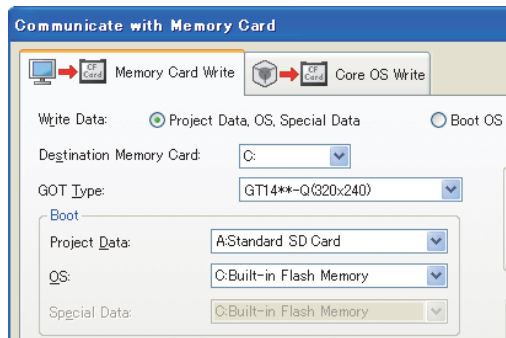 Communicate with Memory Card
CF Card Memory Card Write CF Card Core OS Write
Write Data: Project Data, OS, Special Data Boot OS
Destination Memory Card: C:
GOT Type: GT14**-Q(320x240)
Boot
Project Data: A:Standard SD Card
OS: C:Built-in Flash Memory
Special Data: C:Built-in Flash Memory